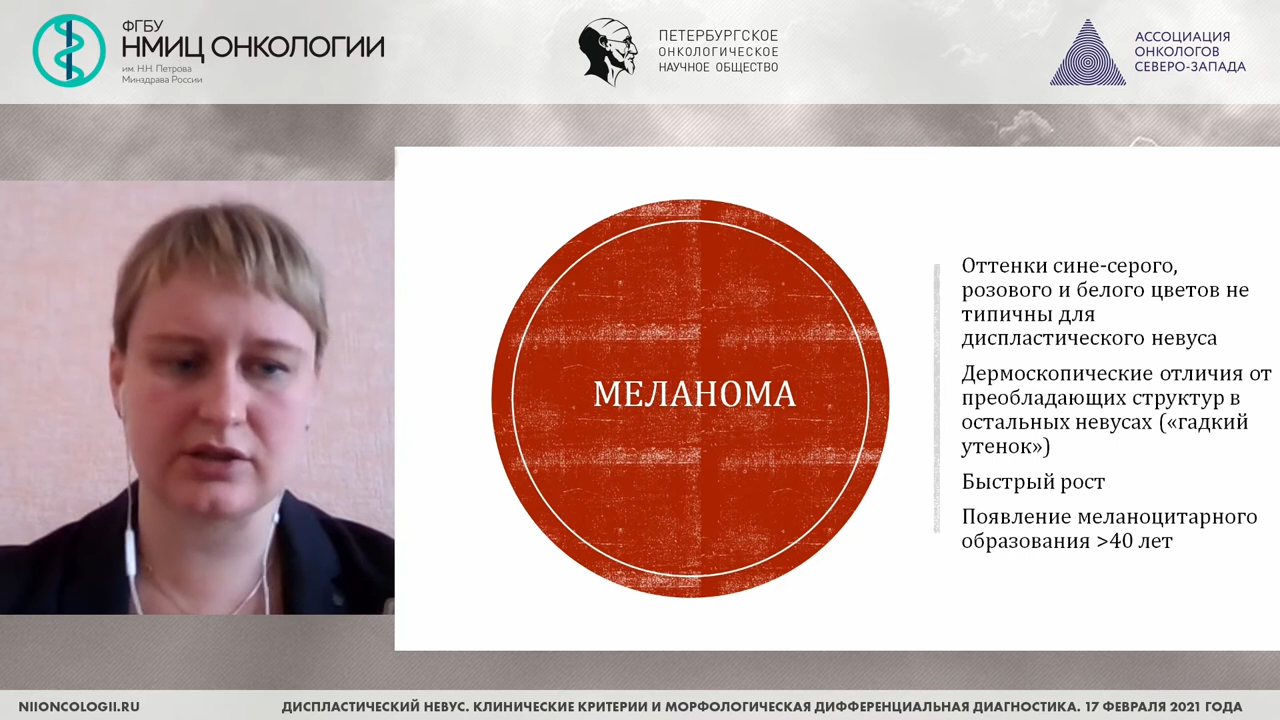 ФГБУ
НМИЦ ОНКОЛОГИИ
им. Н.Н. Петрова
Минздрава России
ПЕТЕРБУРГСКОЕ
ОНКОЛОГИЧЕСКОЕ
НАУЧНОЕ ОБЩЕСТВО
АССОЦИАЦИЯ
ОНКОЛОГОВ
СЕВЕРО-ЗАПАДА
МЕЛАНОМА
Оттенки сине-серого,
розового и белого цветов не
типичны для
диспластического невуса
Дермоскопические отличия от
преобладающих структур в
остальных невусах («гадкий
утенок»)
Быстрый рост
Появление меланоцитарного
образования >40 лет
NIIONCOLOGII.RU
ДИСПЛАСТИЧЕСКИЙ НЕВУС. КЛИНИЧЕСКИЕ КРИТЕРИИ И МОРФОЛОГИЧЕСКАЯ ДИФФЕРЕНЦИАЛЬНАЯ ДИАГНОСТИКА. 17 ФЕВРАЛЯ 2021 ГОДА